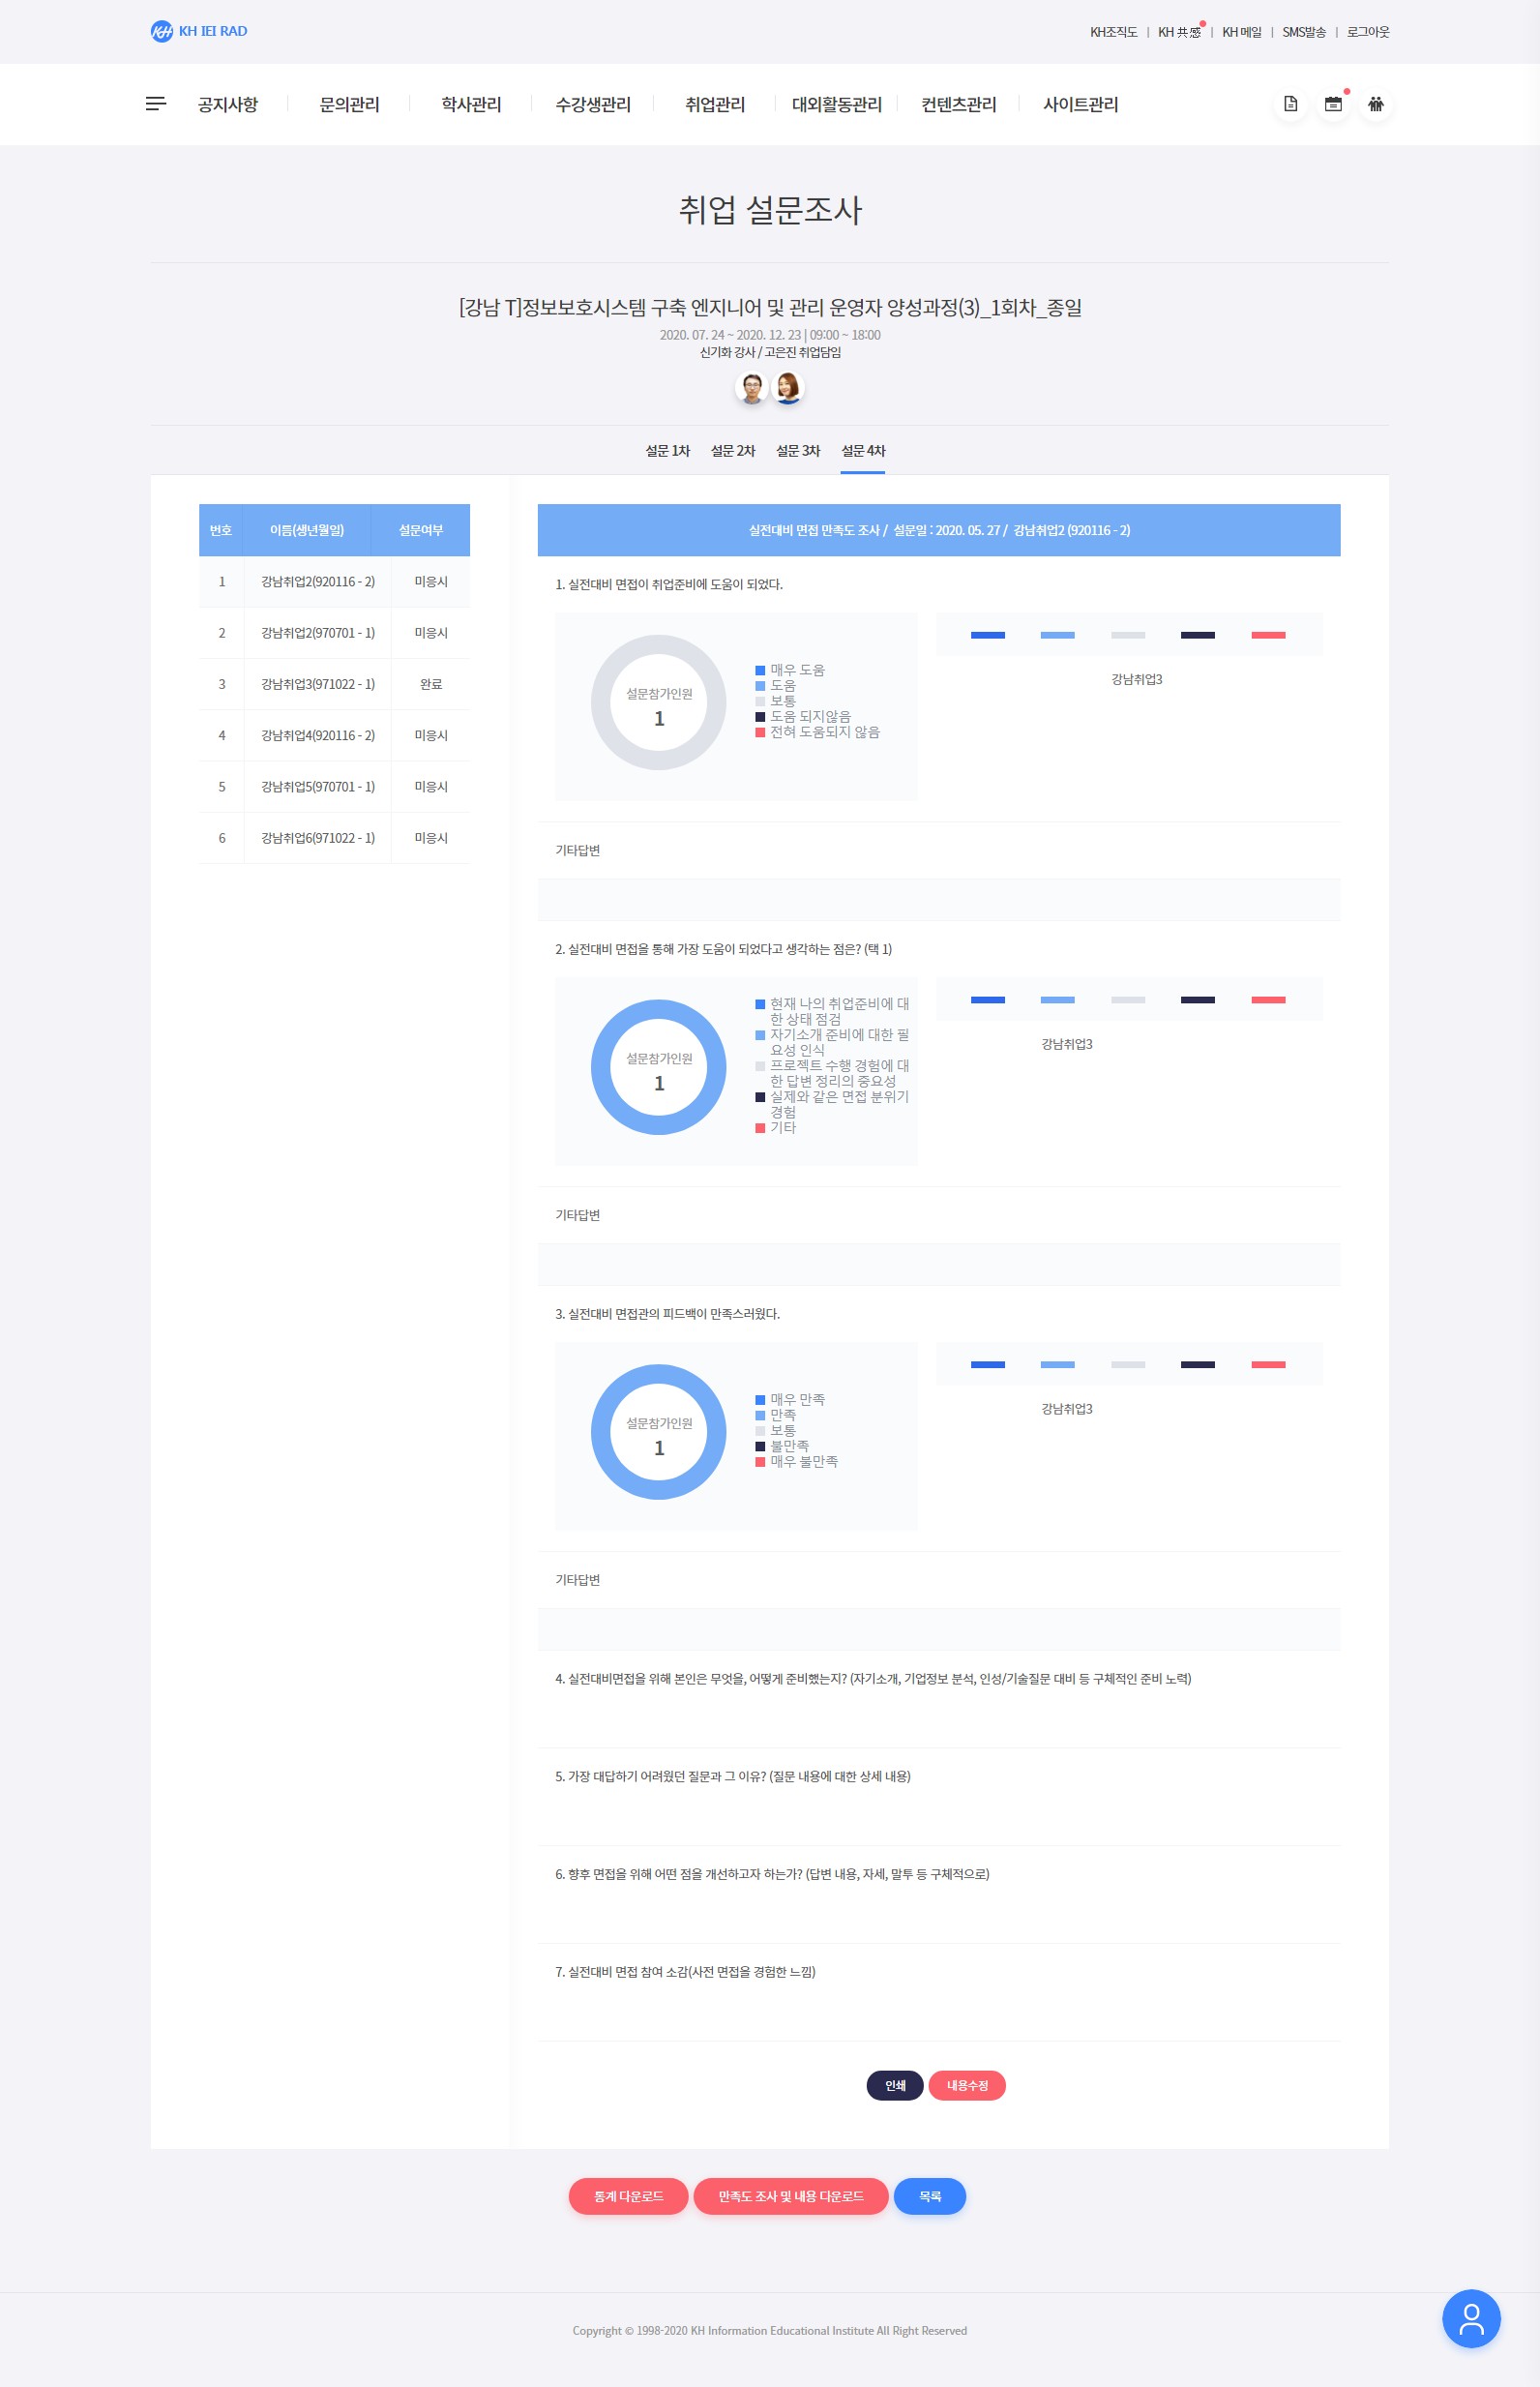 KH IEI RAD
KH조직도 | KH 共感 | KH 메일 | SMS발송 | 로그아웃
공지사항 문의관리 학사관리 수강생관리 취업관리 대외활동관리 컨텐츠관리 사이트관리
취업 설문조사
[강남 T]정보보호시스템 구축 엔지니어 및 관리 운영자 양성과정(3)_1회차_종일
2020. 07. 24 ~ 2020. 12. 23 | 09:00 ~ 18:00
신기화 강사 / 고은진 취업담임
설문 1차 설문 2차 설문 3차 설문 4차
번호 이름(생년월일) 설문여부
1 강남취업2(920116 - 2) 미응시
2 강남취업2(970701 - 1) 미응시
3 강남취업3(971022 - 1) 완료
4 강남취업4(920116 - 2) 미응시
5 강남취업5(970701 - 1) 미응시
6 강남취업6(971022 - 1) 미응시
실전대비 면접 만족도 조사 / 설문일 : 2020. 05. 27 / 강남취업2 (920116 - 2)
1. 실전대비 면접이 취업준비에 도움이 되었다.
설문참가인원
1
매우 도움
도움
보통
도움 되지않음
전혀 도움되지 않음
강남취업3
기타답변
2. 실전대비 면접을 통해 가장 도움이 되었다고 생각하는 점은? (택 1)
설문참가인원
1
현재 나의 취업준비에 대
한 상태 점검
자기소개 준비에 대한 필
요성 인식
프로젝트 수행 경험에 대
한 답변 정리의 중요성
실제와 같은 면접 분위기
경험
기타
강남취업3
기타답변
3. 실전대비 면접관의 피드백이 만족스러웠다.
설문참가인원
1
매우 만족
만족
보통
불만족
매우 불만족
강남취업3
기타답변
4. 실전대비면접을 위해 본인은 무엇을, 어떻게 준비했는지? (자기소개, 기업정보 분석, 인성/기술질문 대비 등 구체적인 준비 노력)
5. 가장 대답하기 어려웠던 질문과 그 이유? (질문 내용에 대한 상세 내용)
6. 향후 면접을 위해 어떤 점을 개선하고자 하는가? (답변 내용, 자세, 말투 등 구체적으로)
7. 실전대비 면접 참여 소감(사전 면접을 경험한 느낌)
인쇄 내용수정
통계 다운로드 만족도 조사 및 내용 다운로드 목록
Copyright © 1998-2020 KH Information Educational Institute All Right Reserved